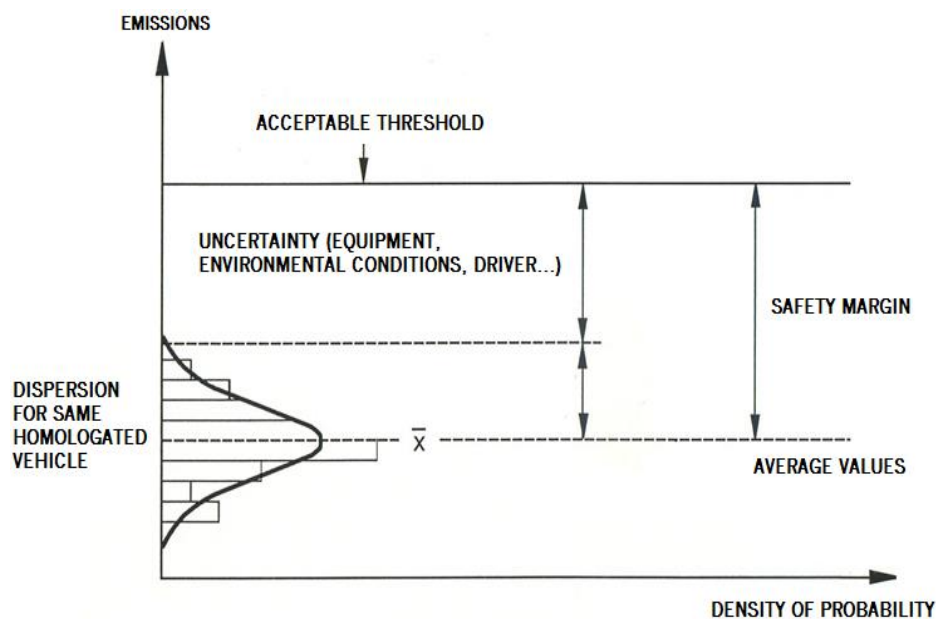 EMISSIONS
ACCEPTABLE THRESHOLD
UNCERTAINTY (EQUIPMENT,
ENVIRONMENTAL CONDITIONS, DRIVER...)
SAFETY MARGIN
DISPERSION
FOR SAME
HOMOLOGATED
VEHICLE
X̅
AVERAGE VALUES
DENSITY OF PROBABILITY